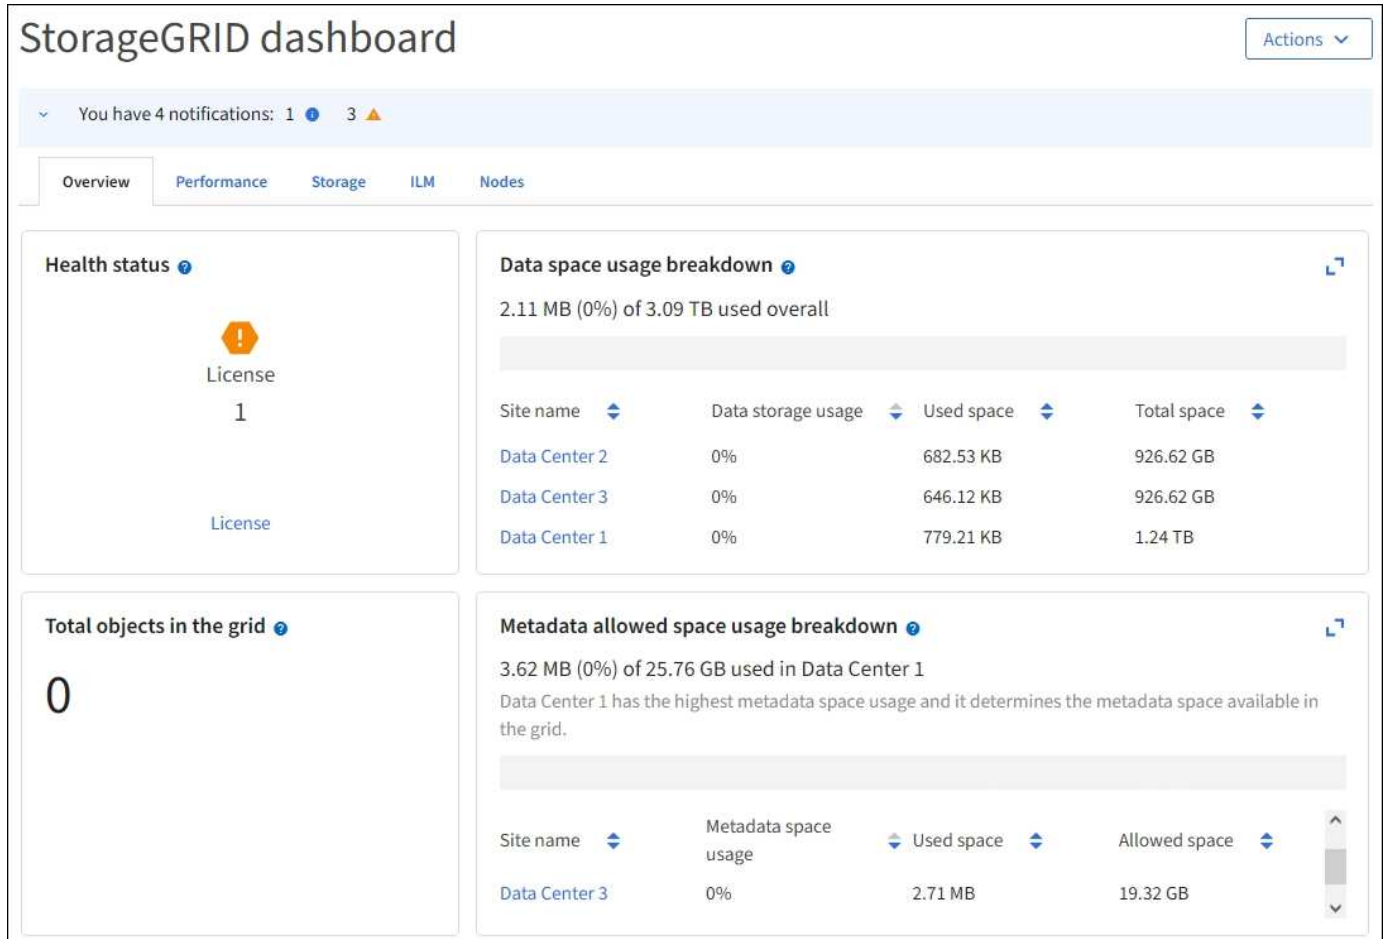 StorageGRID dashboard
Actions
You have 4 notifications: 1 3
Overview Performance Storage ILM Nodes
Health status
License
1
License
Data space usage breakdown
2.11 MB (0%) of 3.09 TB used overall
Site name Data storage usage Used space Total space
Data Center 2 0% 682.53 KB 926.62 GB
Data Center 3 0% 646.12 KB 926.62 GB
Data Center 1 0% 779.21 KB 1.24 TB
Total objects in the grid
0
Metadata allowed space usage breakdown
3.62 MB (0%) of 25.76 GB used in Data Center 1
Data Center 1 has the highest metadata space usage and it determines the metadata space available in
the grid.
Site name Metadata space usage Used space Allowed space
Data Center 3 0% 2.71 MB 19.32 GB